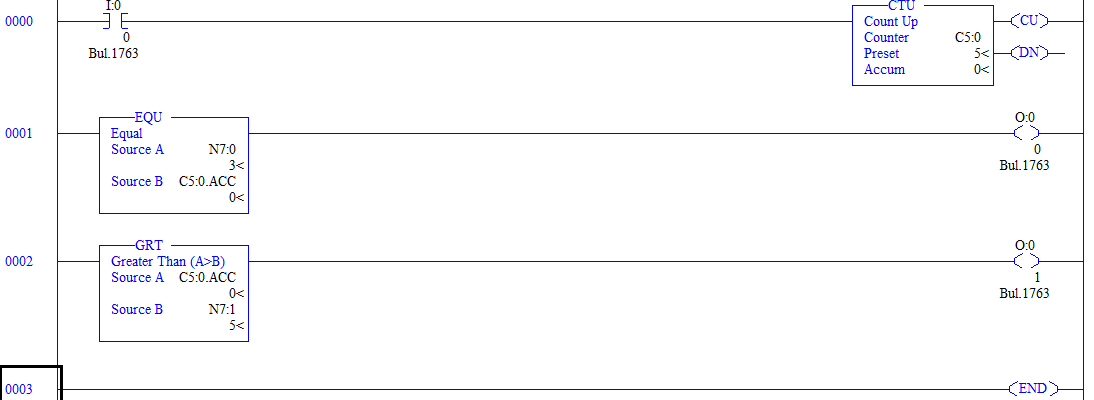 I:0
CTU
0000
Count Up
CU
0
Counter C5:0
Bul.1763
Preset 5<
DN
Accum 0<
EQU
O:0
0001
Equal
Source A N7:0
0
3<
Bul.1763
Source B C5:0.ACC
0<
GRT
O:0
0002
Greater Than (A>B)
Source A C5:0.ACC
1
0<
Bul.1763
Source B N7:1
5<
0003
END